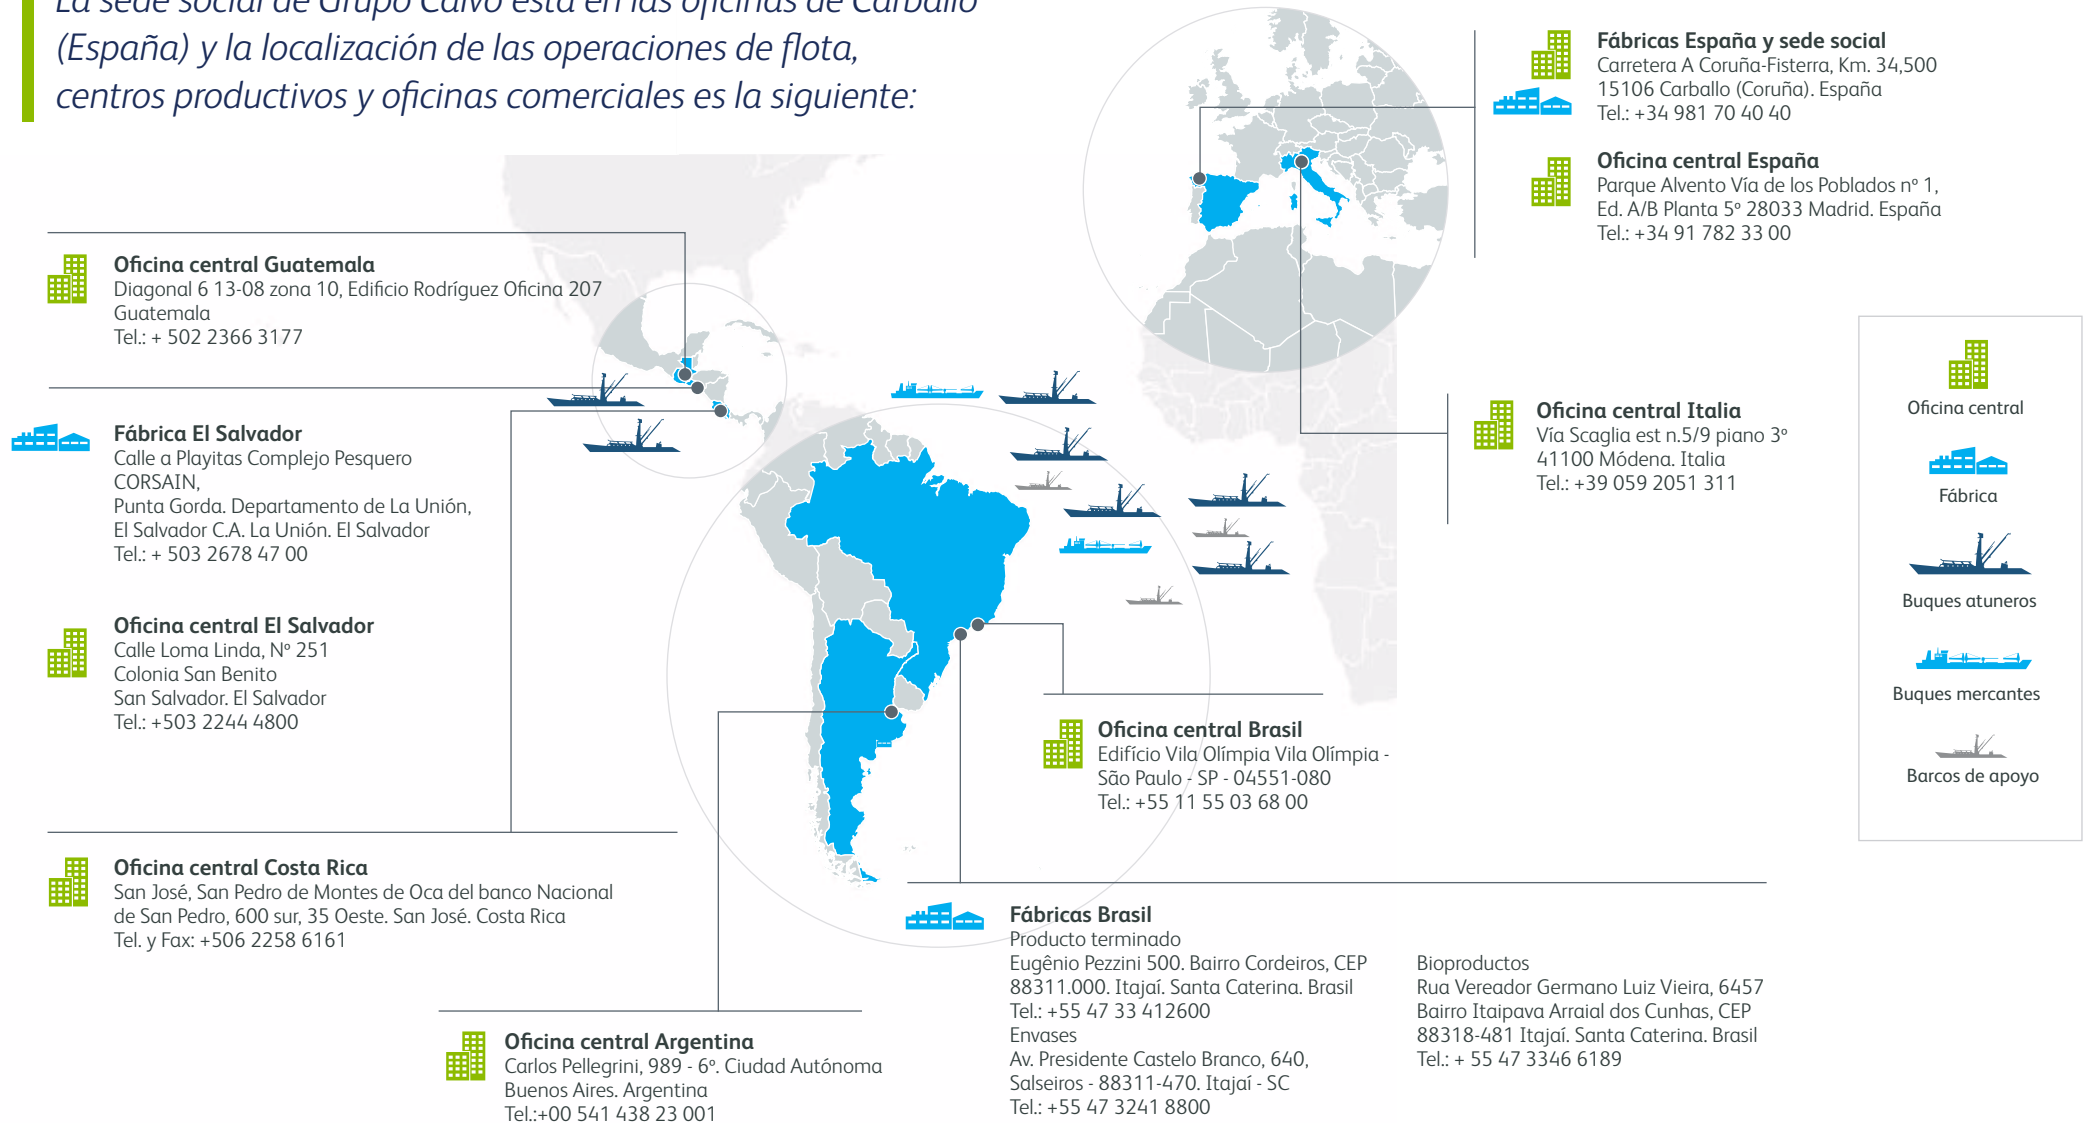 La sede social de Grupo Calvo está en las oficinas de Carballo
(España) y la localización de las operaciones de flota,
centros productivos y oficinas comerciales es la siguiente:
Fábricas España y sede social
Carretera A Coruña-Fisterra, Km. 34,500
15106 Carballo (Coruña). España
Tel.: +34 981 70 40 40
Oficina central España
Parque Alvento Vía de los Poblados nº 1,
Ed. A/B Planta 5º 28033 Madrid. España
Tel.: +34 91 782 33 00
Oficina central Guatemala
Diagonal 6 13-08 zona 10, Edificio Rodríguez Oficina 207
Guatemala
Tel.: + 502 2366 3177
Fábrica El Salvador
Calle a Playitas Complejo Pesquero
CORSAIN,
Punta Gorda. Departamento de La Unión,
El Salvador C.A. La Unión. El Salvador
Tel.: + 503 2678 47 00
Oficina central El Salvador
Calle Loma Linda, Nº 251
Colonia San Benito
San Salvador. El Salvador
Tel.: +503 2244 4800
Oficina central Costa Rica
San José, San Pedro de Montes de Oca del banco Nacional
de San Pedro, 600 sur, 35 Oeste. San José. Costa Rica
Tel. y Fax: +506 2258 6161
Oficina central Argentina
Carlos Pellegrini, 989 - 6º. Ciudad Autónoma
Buenos Aires. Argentina
Tel.:+00 541 438 23 001
Oficina central Italia
Vía Scaglia est n.5/9 piano 3º
41100 Módena. Italia
Tel.: +39 059 2051 311
Oficina central Brasil
Edifício Vila Olímpia Vila Olímpia -
São Paulo - SP - 04551-080
Tel.: +55 11 55 03 68 00
Fábricas Brasil
Producto terminado
Eugênio Pezzini 500. Bairro Cordeiros, CEP
88311.000. Itajaí. Santa Caterina. Brasil
Tel.: +55 47 33 412600
Envases
Av. Presidente Castelo Branco, 640,
Salseiros - 88311-470. Itajaí - SC
Tel.: +55 47 3241 8800
Bioproductos
Rua Vereador Germano Luiz Vieira, 6457
Bairro Itaipava Arraial dos Cunhas, CEP
88318-481 Itajaí. Santa Caterina. Brasil
Tel.: + 55 47 3346 6189
Oficina central
Fábrica
Buques atuneros
Buques mercantes
Barcos de apoyo